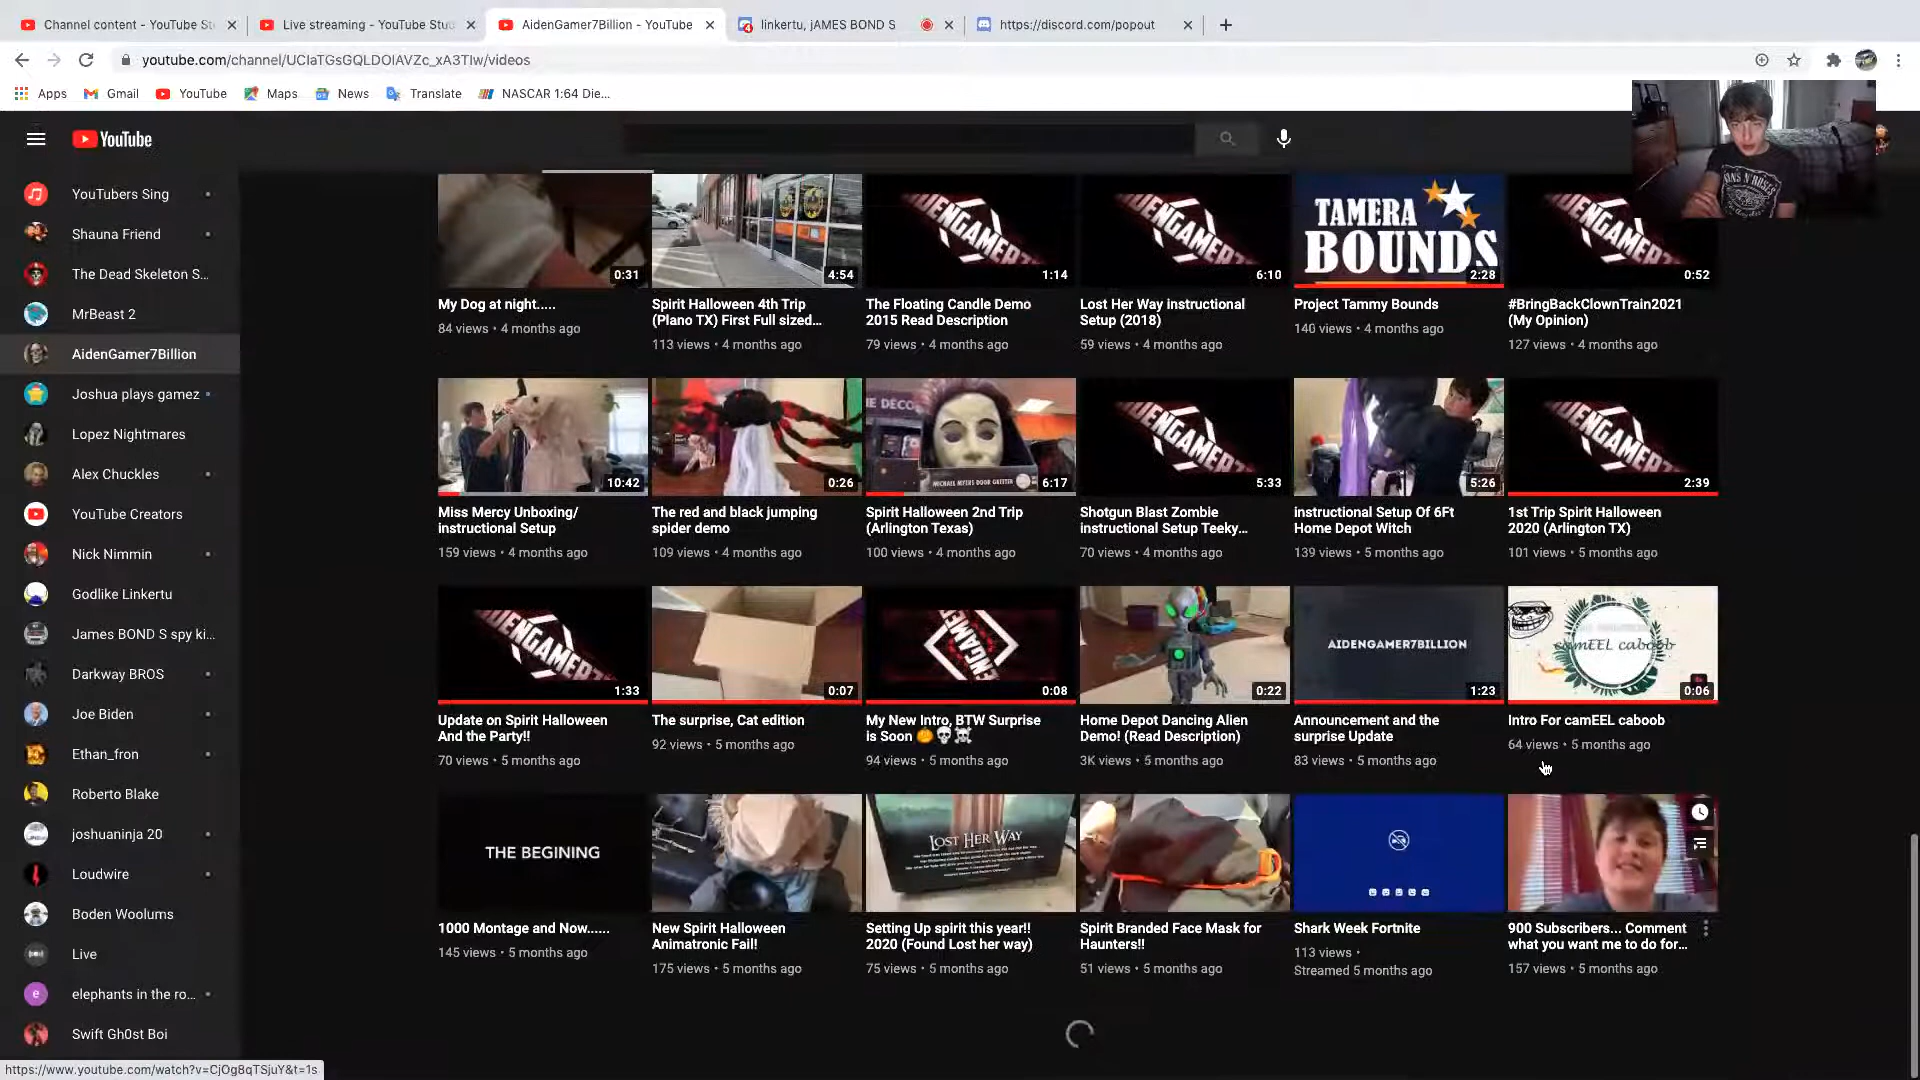 Channel content - YouTube St
Live streaming - YouTube Stud
AidenGamer7Billion - YouTube
linkertu, jAMES BOND S
https://discord.com/popout
youtube.com/channel/UCIaTGsGQLDOIAVZc_xA3TIw/videos
Apps
Gmail
YouTube
Maps
News
Translate
NASCAR 1:64 Die...
YouTube
YouTubers Sing
Shauna Friend
The Dead Skeleton S...
MrBeast 2
AidenGamer7Billion
Joshua plays gamez
Lopez Nightmares
Alex Chuckles
YouTube Creators
Nick Nimmin
Godlike Linkertu
James BOND S spy ki...
Darkway BROS
Joe Biden
Ethan_fron
Roberto Blake
joshuaninja 20
Loudwire
Boden Woolums
Live
elephants in the ro...
Swift Gh0st Boi
0:31
My Dog at night.....
84 views • 4 months ago
4:54
Spirit Halloween 4th Trip
(Plano TX) First Full sized...
113 views • 4 months ago
1:14
The Floating Candle Demo
2015 Read Description
79 views • 4 months ago
6:10
Lost Her Way instructional
Setup (2018)
59 views • 4 months ago
TAMERA
BOUNDS
2:28
Project Tammy Bounds
140 views • 4 months ago
0:52
#BringBackClownTrain2021
(My Opinion)
127 views • 4 months ago
10:42
Miss Mercy Unboxing/
instructional Setup
159 views • 4 months ago
0:26
The red and black jumping
spider demo
109 views • 4 months ago
MICHAEL MYERS DOOR GREETER
6:17
Spirit Halloween 2nd Trip
(Arlington Texas)
100 views • 4 months ago
5:33
Shotgun Blast Zombie
instructional Setup Teeky...
70 views • 4 months ago
5:26
instructional Setup Of 6Ft
Home Depot Witch
139 views • 5 months ago
2:39
1st Trip Spirit Halloween
2020 (Arlington TX)
101 views • 5 months ago
1:33
Update on Spirit Halloween
And the Party!!
70 views • 5 months ago
0:07
The surprise, Cat edition
92 views • 5 months ago
0:08
My New Intro, BTW Surprise
is Soon 🎃💀☠
94 views • 5 months ago
0:22
Home Depot Dancing Alien
Demo! (Read Description)
3K views • 5 months ago
AIDENGAMER7BILLION
1:23
Announcement and the
surprise Update
83 views • 5 months ago
camEEL caboob
0:06
Intro For camEEL caboob
64 views • 5 months ago
THE BEGINING
1000 Montage and Now......
145 views • 5 months ago
New Spirit Halloween
Animatronic Fail!
175 views • 5 months ago
LOST HER WAY
Setting Up spirit this year!!
2020 (Found Lost her way)
75 views • 5 months ago
Spirit Branded Face Mask for
Haunters!!
51 views • 5 months ago
Shark Week Fortnite
113 views •
Streamed 5 months ago
900 Subscribers... Comment
what you want me to do for...
157 views • 5 months ago
https://www.youtube.com/watch?v=CjOg8qTSjuY&t=1s